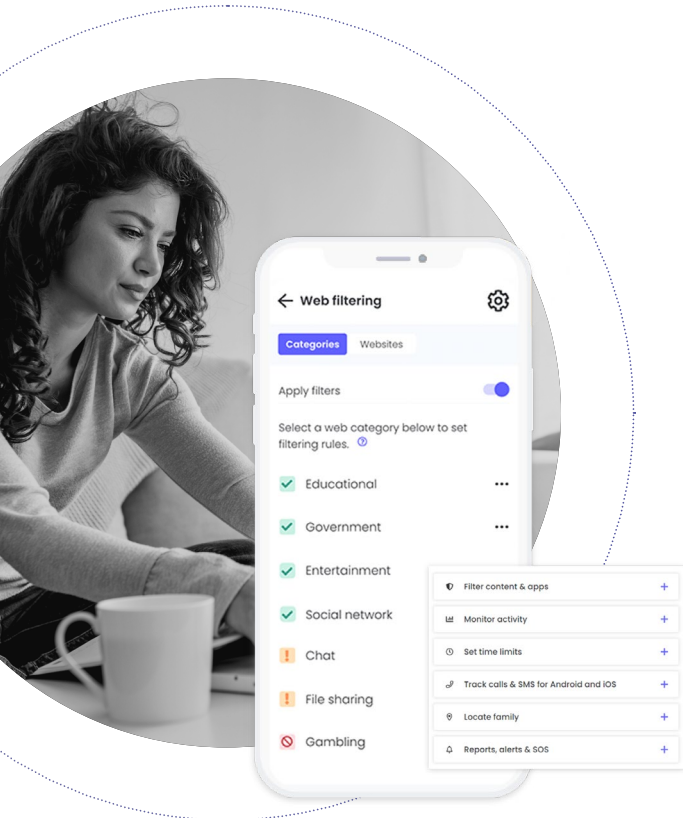 Web filtering
Categories
Websites
Apply filters
Select a web category below to set
filtering rules.
Educational
Government
Entertainment
Social network
Chat
File sharing
Gambling
Filter content & apps
Monitor activity
Set time limits
Track calls & SMS for Android and iOS
Locate family
Reports, alerts & SOS